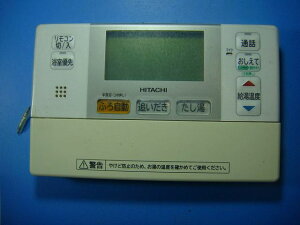 リモコン
切/入
浴室優先
通話
おしえて
給湯温度
HITACHI
ふろ自動
追いだき
たし湯
⚠警告
やけど防止のため、お湯の温度を確かめてご使用ください。